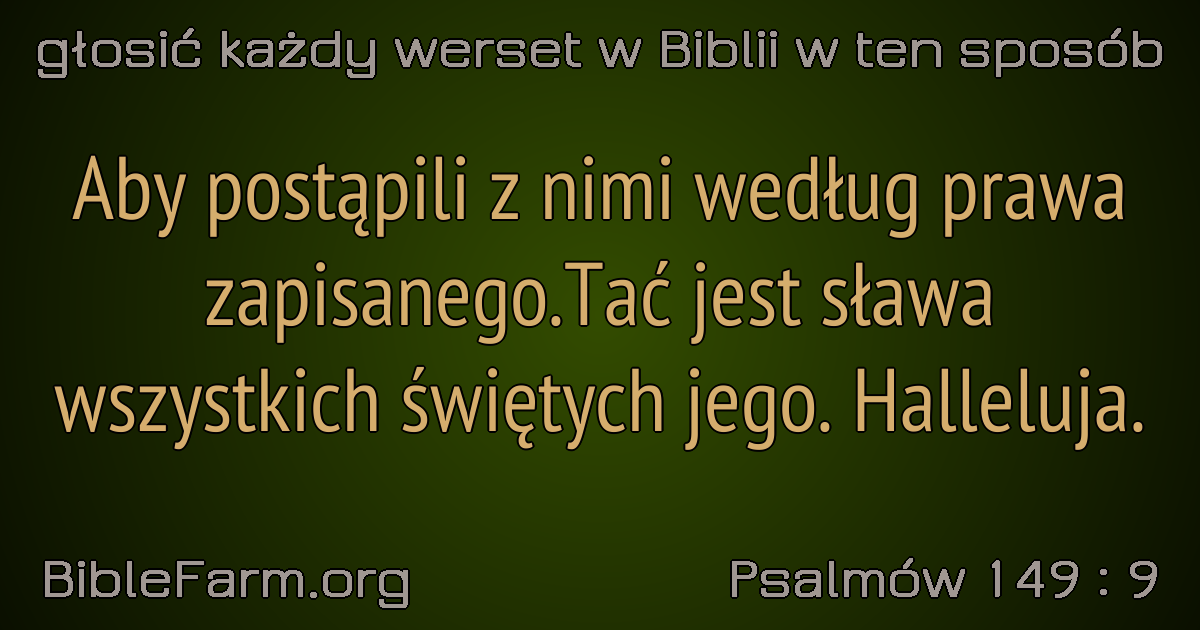 głosić każdy werset w Biblii w ten sposób
Aby postąpili z nimi według prawa
zapisanego.Tać jest sława
wszystkich świętych jego. Halleluja.
BibleFarm.org
Psalmów 149 : 9